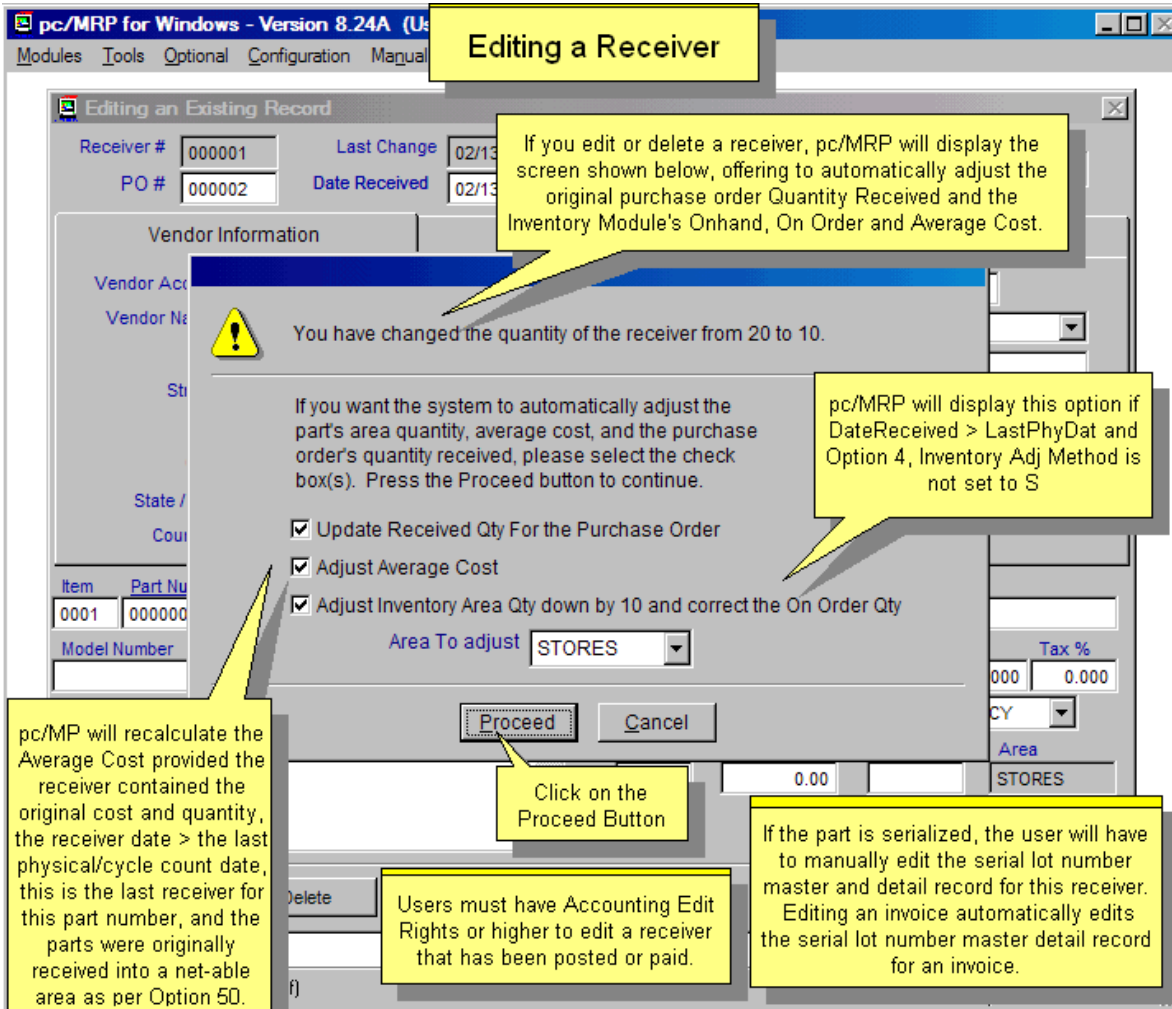 pc/MRP for Windows - Version 8.24A (Us
Editing a Receiver
Modules Tools Optional Configuration Manual
Editing an Existing Record
Receiver # 000001 Last Change 02/13
PO # 000002 Date Received 02/13
If you edit or delete a receiver, pc/MRP will display the
screen shown below, offering to automatically adjust the
original purchase order Quantity Received and the
Inventory Module's Onhand, On Order and Average Cost.
Vendor Information
Vendor Acc
Vendor Na
Str
State /
Cour
You have changed the quantity of the receiver from 20 to 10.
If you want the system to automatically adjust the
part's area quantity, average cost, and the purchase
order's quantity received, please select the check
box(s). Press the Proceed button to continue.
pc/MRP will display this option if
DateReceived > LastPhyDat and
Option 4, Inventory Adj Method is
not set to S
Update Received Qty For the Purchase Order
Adjust Average Cost
Adjust Inventory Area Qty down by 10 and correct the On Order Qty
Area To adjust STORES
Proceed Cancel
Item Part Nu
0001 000000
Model Number
Tax %
000 0.000
CY
Area
0.00 STORES
pc/MP will recalculate the
Average Cost provided the
receiver contained the
original cost and quantity,
the receiver date > the last
physical/cycle count date,
this is the last receiver for
this part number, and the
parts were originally
received into a net-able
area as per Option 50.
Click on the
Proceed Button
Delete
f)
Users must have Accounting Edit
Rights or higher to edit a receiver
that has been posted or paid.
If the part is serialized, the user will have
to manually edit the serial lot number
master and detail record for this receiver.
Editing an invoice automatically edits
the serial lot number master detail record
for an invoice.